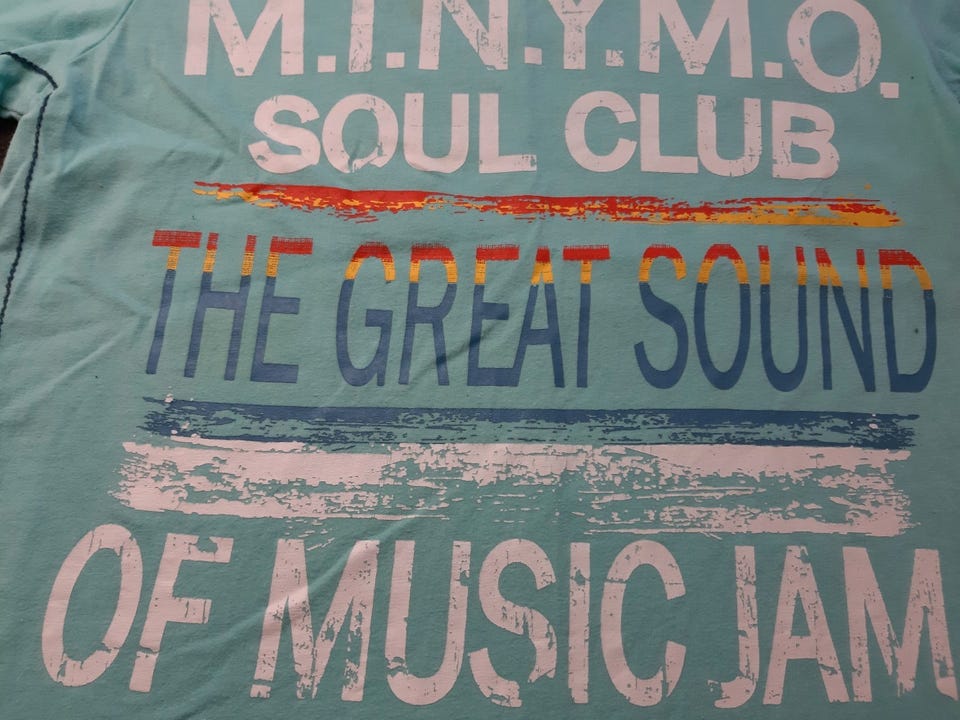 M.I.N.Y.M.O.
SOUL CLUB
THE GREAT SOUND
OF MUSIC JAM